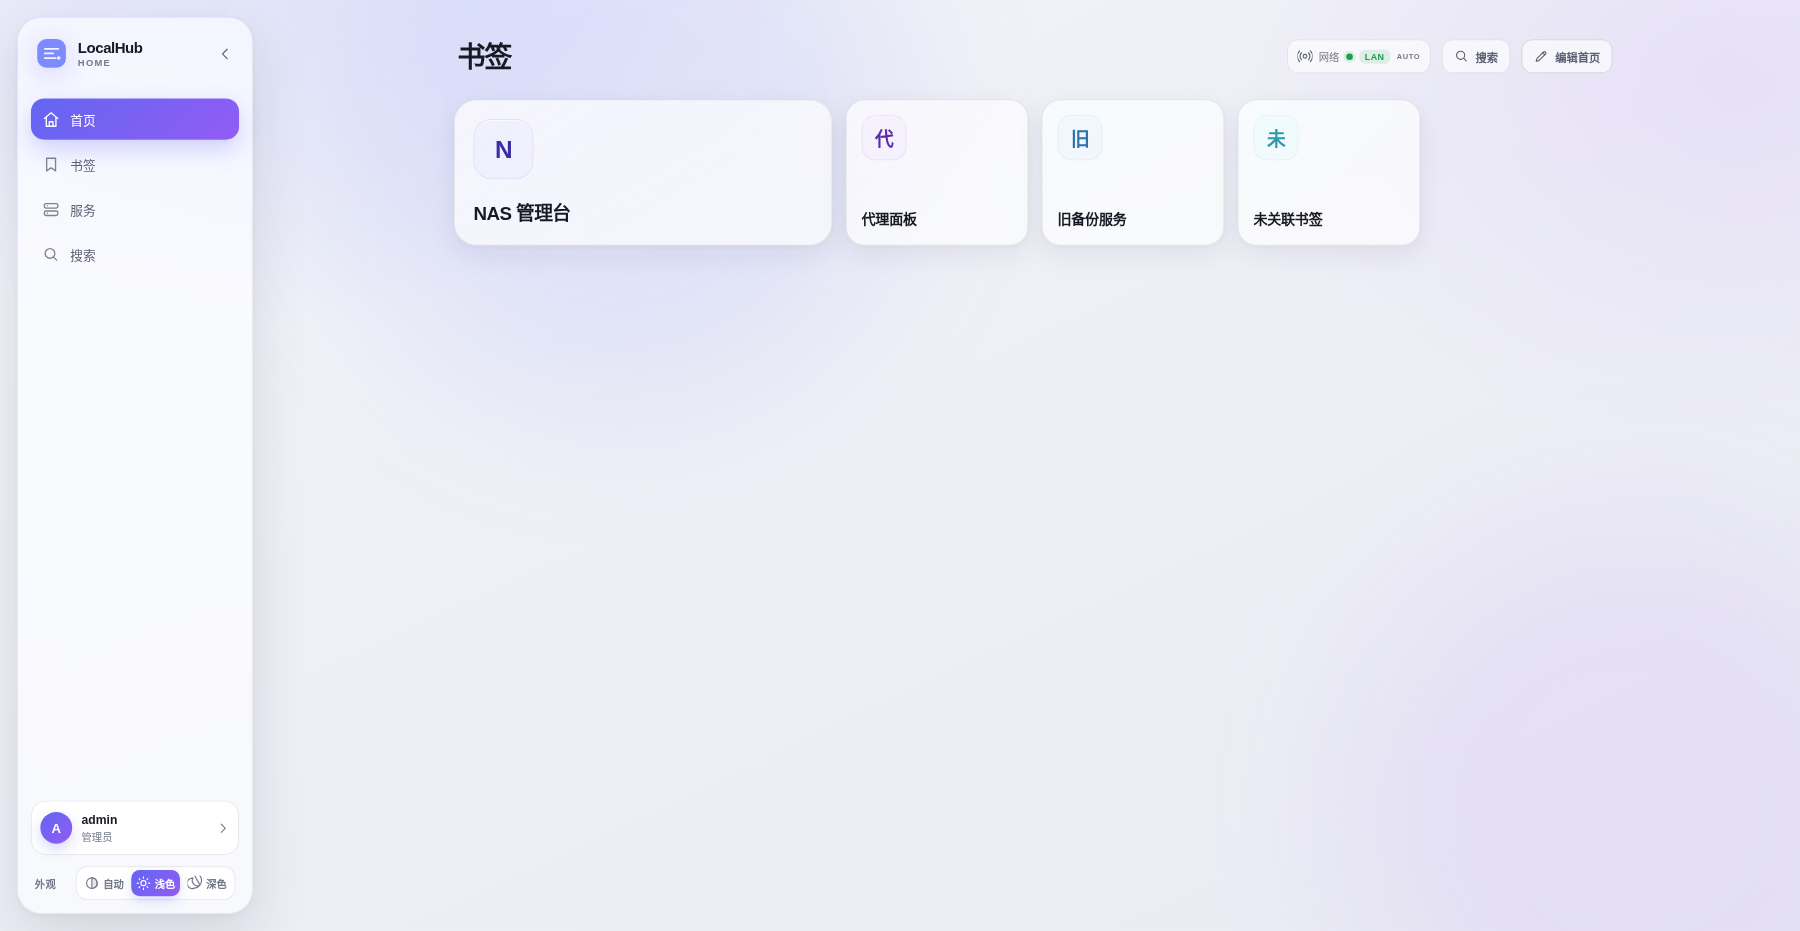 LocalHub
HOME
首页
书签
服务
搜索
A
admin
管理员
外观
自动
浅色
深色
书签
网络
LAN
AUTO
搜索
编辑首页
N
NAS 管理台
代
代理面板
旧
旧备份服务
未
未关联书签